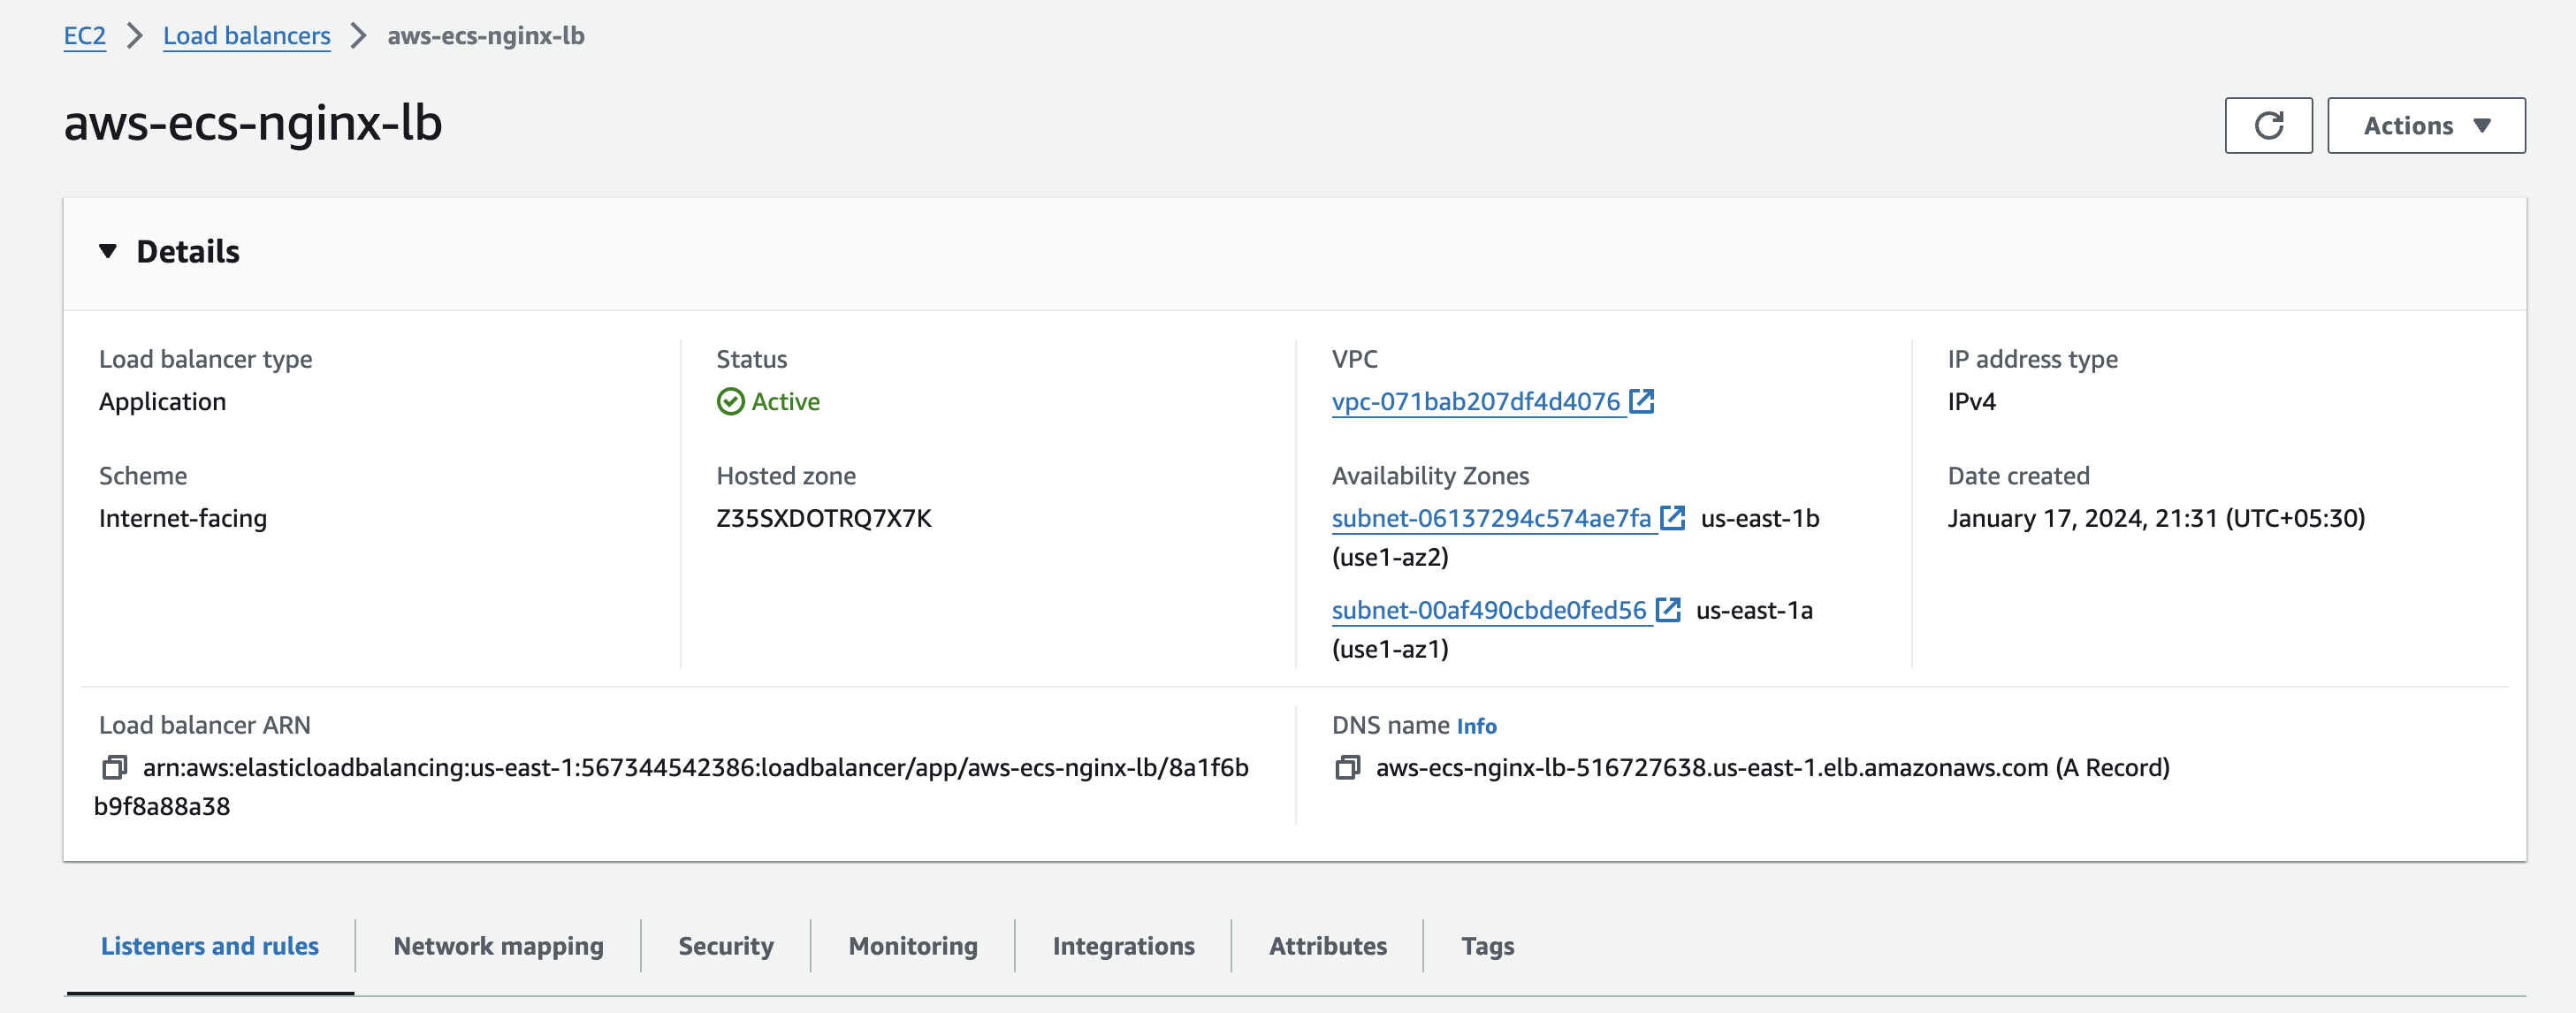 EC2 > Load balancers > aws-ecs-nginx-lb
aws-ecs-nginx-lb
Actions
Details
Load balancer type
Application
Status
Active
VPC
vpc-071bab207df4d4076
IP address type
IPv4
Scheme
Internet-facing
Hosted zone
Z35SXDOTRQ7X7K
Availability Zones
subnet-06137294c574ae7fa us-east-1b
(use1-az2)
subnet-00af490cbde0fed56 us-east-1a
(use1-az1)
Date created
January 17, 2024, 21:31 (UTC+05:30)
Load balancer ARN
arn:aws:elasticloadbalancing:us-east-1:567344542386:loadbalancer/app/aws-ecs-nginx-lb/8a1f6b
b9f8a88a38
DNS name Info
aws-ecs-nginx-lb-516727638.us-east-1.elb.amazonaws.com (A Record)
Listeners and rules
Network mapping
Security
Monitoring
Integrations
Attributes
Tags